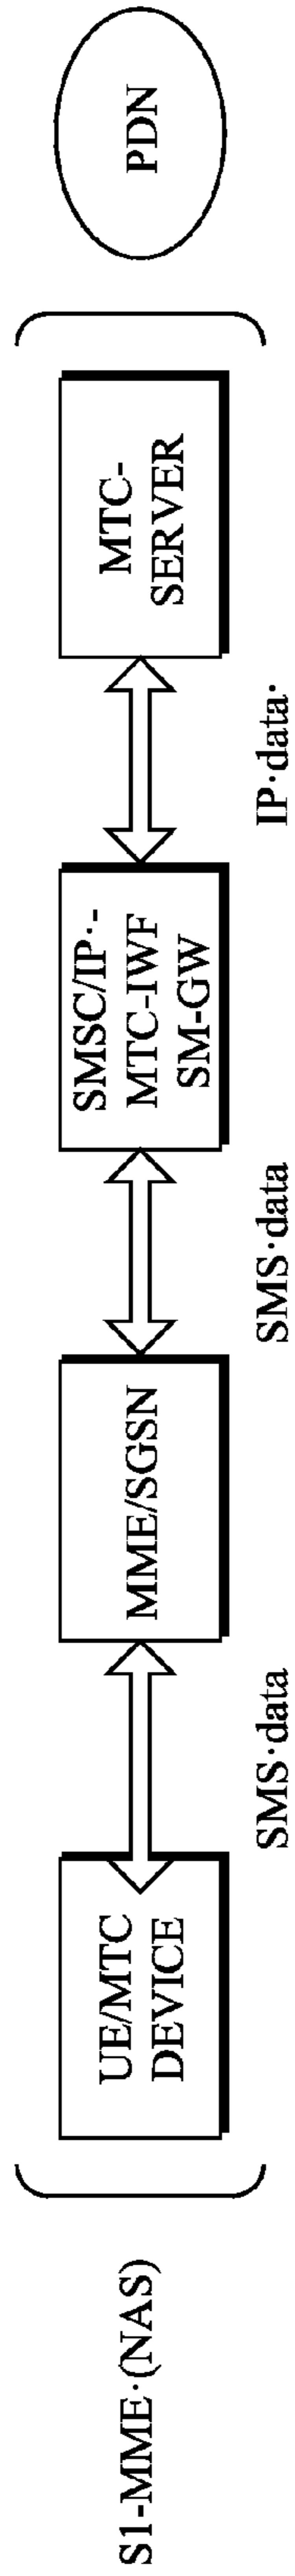 S1-MME·(NAS)
UE/MTC
DEVICE
SMS·data
MME/SGSN
SMS·data
SMSC/IP·-
MTC-IWF
SM-GW
IP·data·
MTC-
SERVER
PDN